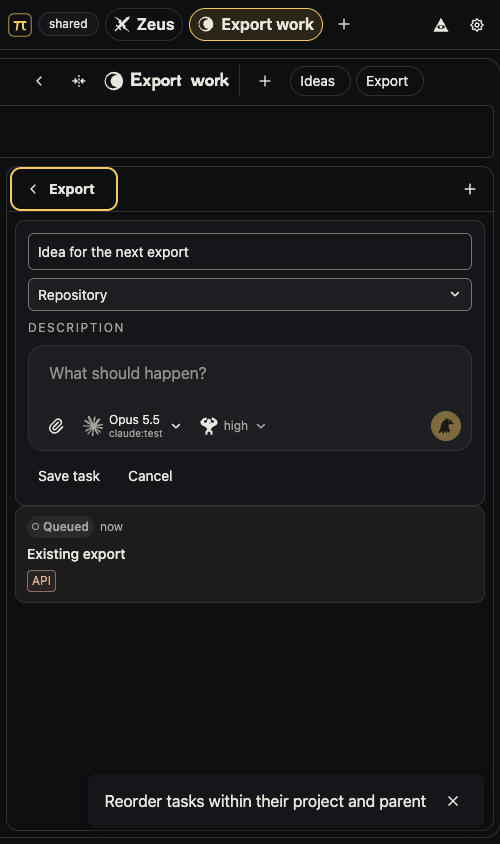 π shared Zeus Export work
Export work Ideas Export
Export
Idea for the next export
Repository
DESCRIPTION
What should happen?
Opus 5.5
claude:test
high
Save task Cancel
Queued now
Existing export
API
Reorder tasks within their project and parent